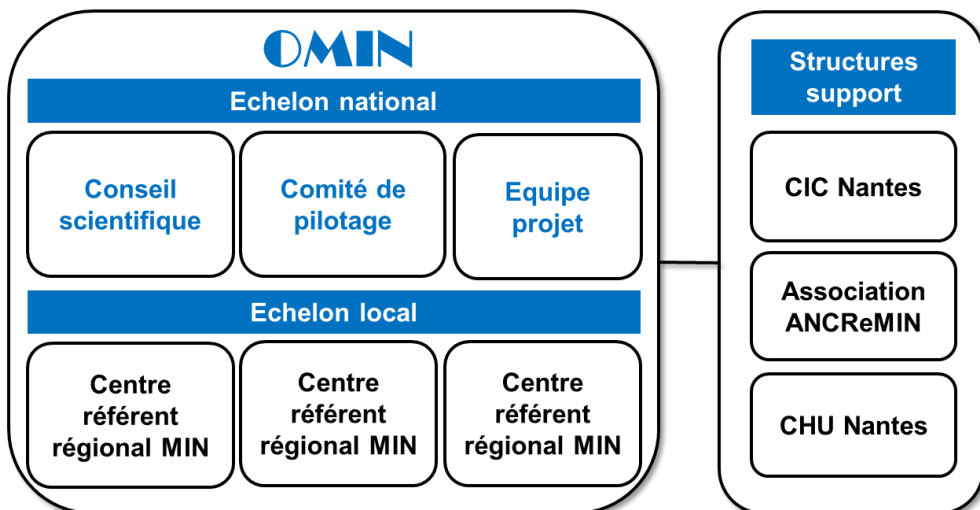 OMIN
Echelon national
Conseil
scientifique
Comité de
pilotage
Equipe
projet
Echelon local
Centre
référent
régional MIN
Centre
référent
régional MIN
Centre
référent
régional MIN
Structures
support
CIC Nantes
Association
ANCReMIN
CHU Nantes